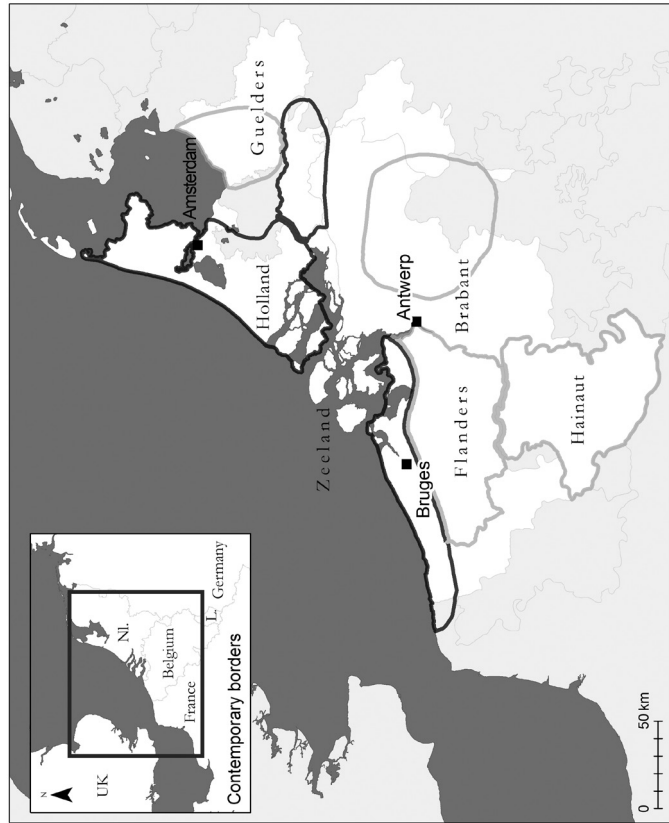 N
UK
Nl.
Belgium
L.
Germany
France
Contemporary borders
Amsterdam
Guelders
Holland
Zeeland
Antwerp
Brabant
Bruges
Flanders
Hainaut
0
50 km